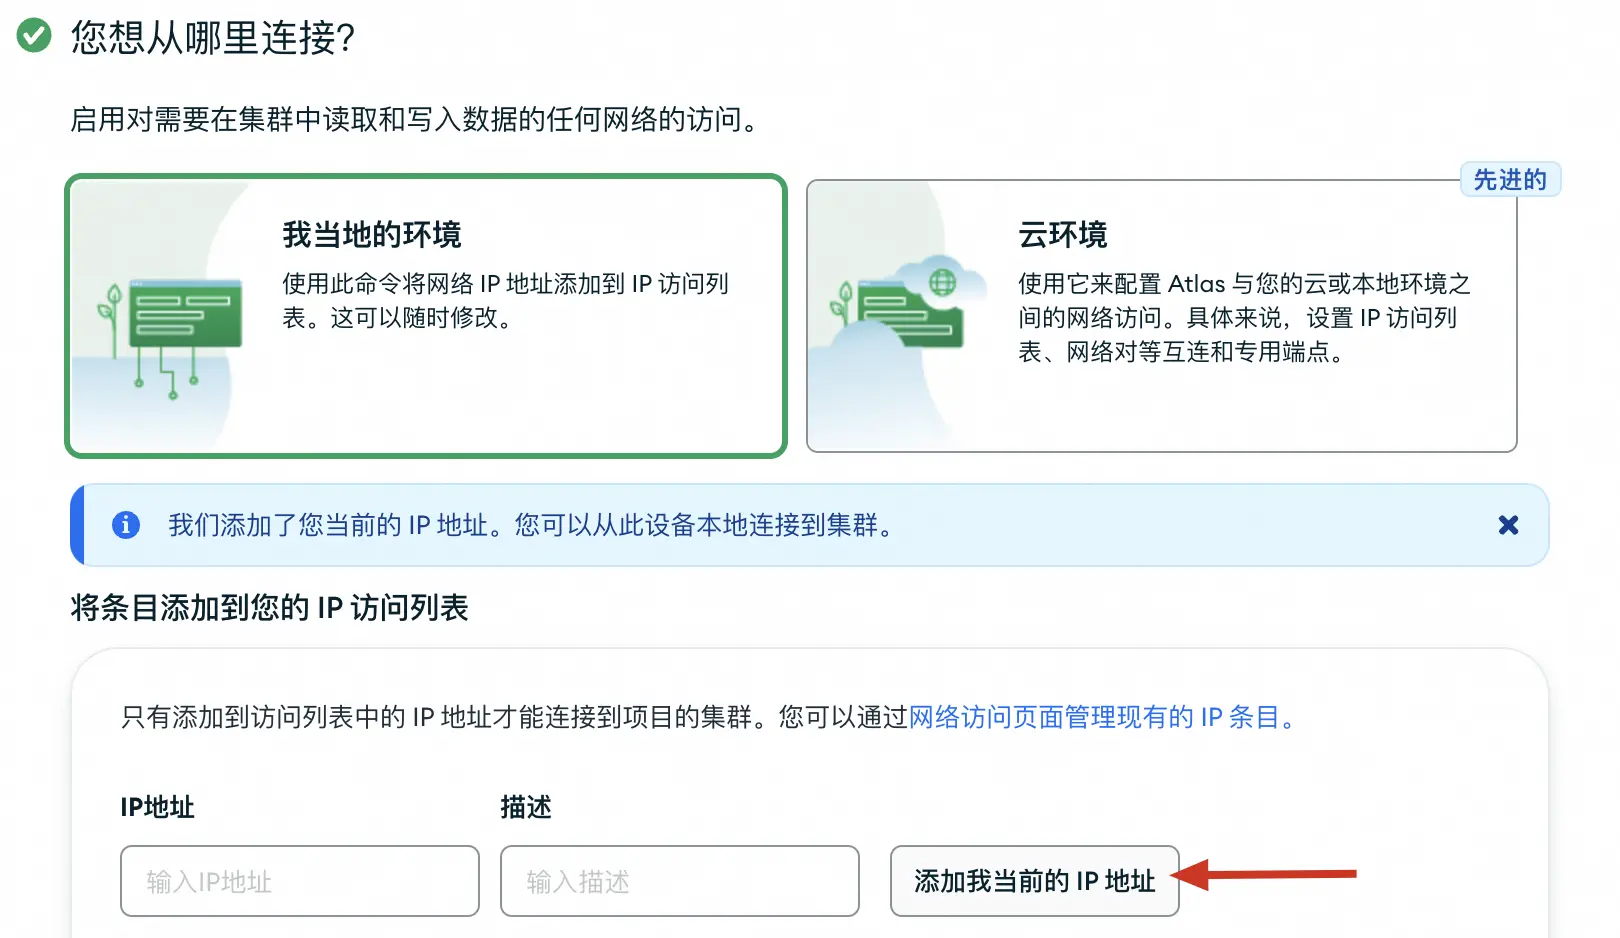 您想从哪里连接?
启用对需要在集群中读取和写入数据的任何网络的访问。
我当地的环境
使用此命令将网络 IP 地址添加到 IP 访问列
表。这可以随时修改。
先进的
云环境
使用它来配置 Atlas 与您的云或本地环境之
间的网络访问。具体来说，设置 IP 访问列
表、网络对等互连和专用端点。
我们添加了您当前的 IP 地址。您可以从此设备本地连接到集群。
将条目添加到您的 IP 访问列表
只有添加到访问列表中的 IP 地址才能连接到项目的集群。您可以通过网络访问页面管理现有的 IP 条目。
IP地址
描述
输入IP地址
输入描述
添加我当前的 IP 地址